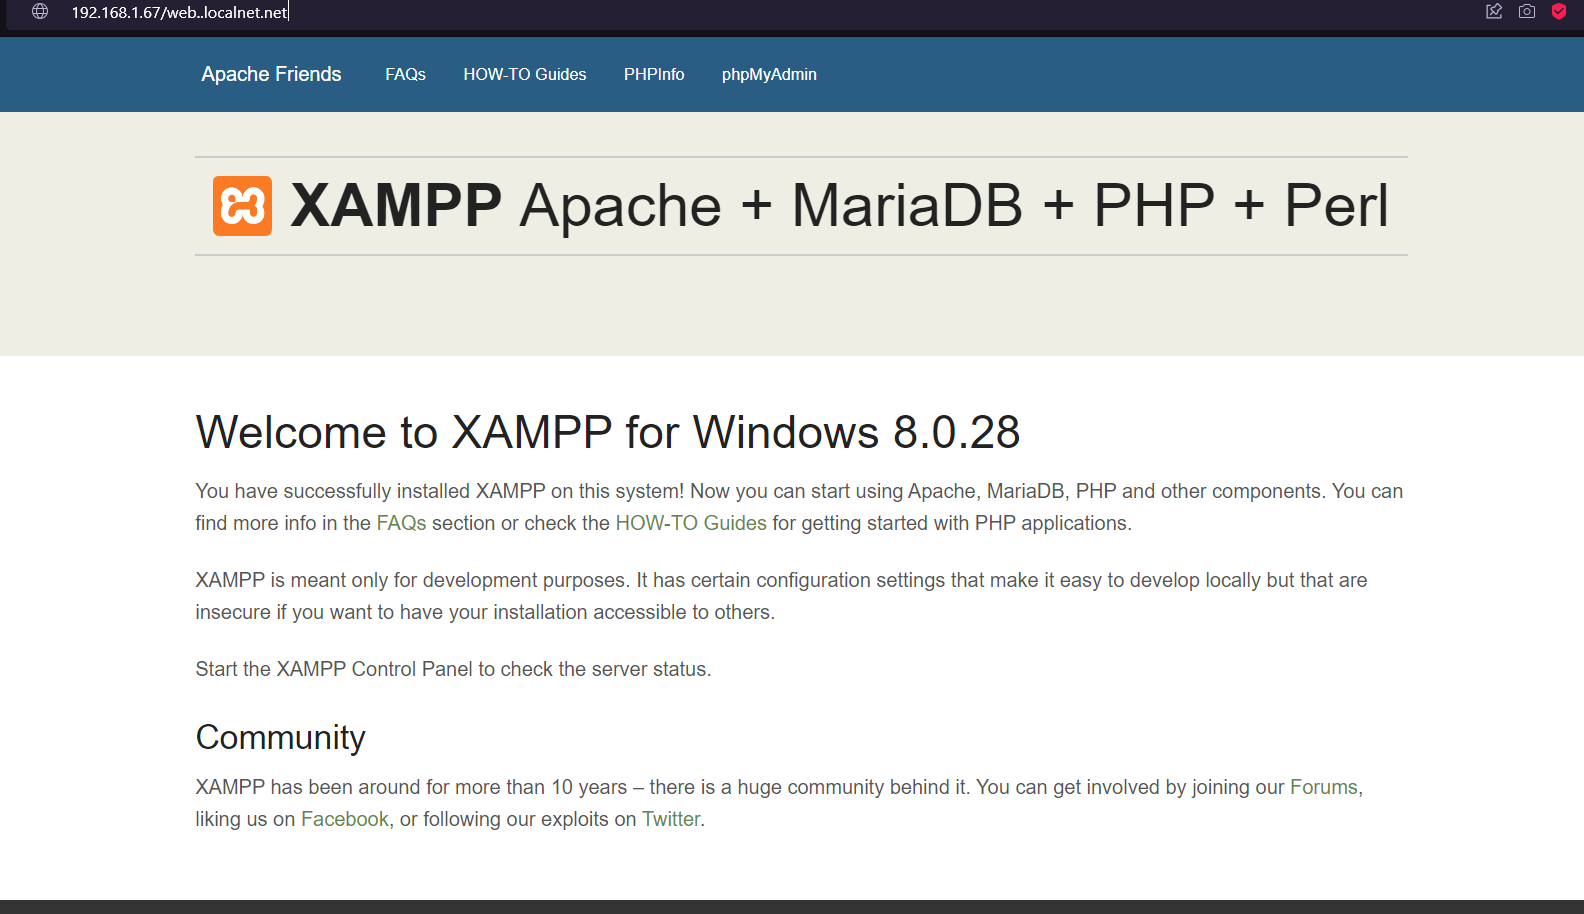 192.168.1.67/web..localnet.net
Apache Friends FAQs HOW-TO Guides PHPInfo phpMyAdmin
XAMPP Apache + MariaDB + PHP + Perl
Welcome to XAMPP for Windows 8.0.28
You have successfully installed XAMPP on this system! Now you can start using Apache, MariaDB, PHP and other components. You can
find more info in the FAQs section or check the HOW-TO Guides for getting started with PHP applications.
XAMPP is meant only for development purposes. It has certain configuration settings that make it easy to develop locally but that are
insecure if you want to have your installation accessible to others.
Start the XAMPP Control Panel to check the server status.
Community
XAMPP has been around for more than 10 years – there is a huge community behind it. You can get involved by joining our Forums,
liking us on Facebook, or following our exploits on Twitter.